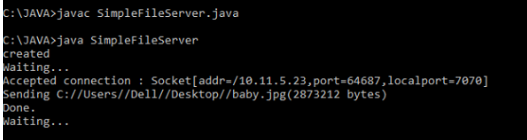 C:\JAVA>javac SimpleFileServer.java
C:\JAVA>java SimpleFileServer
created
Waiting...
Accepted connection : Socket[addr=/10.11.5.23,port=64687,localport=7070]
Sending C://Users//Dell//Desktop//baby.jpg(2873212 bytes)
Done.
Waiting...